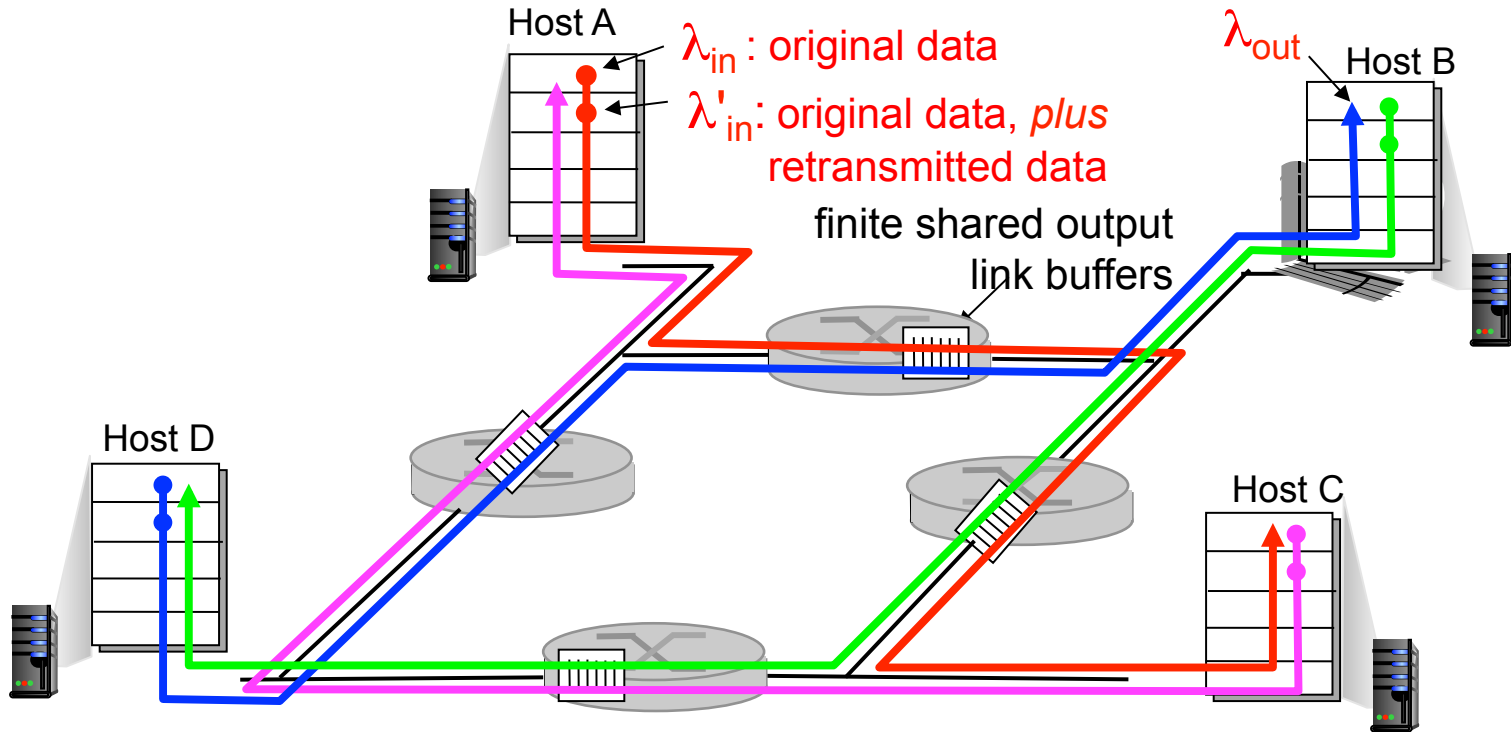 Host A
λin : original data
λ'in: original data, plus
retransmitted data
finite shared output
link buffers
λout
Host B
Host D
Host C